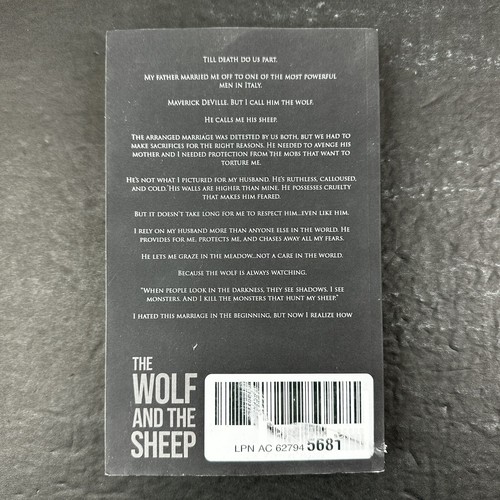 TILL DEATH DO US PART.
MY FATHER MARRIED ME OFF TO ONE OF THE MOST POWERFUL
MEN IN ITALY.
MAVERICK DEVILLE. BUT I CALL HIM THE WOLF.
HE CALLS ME HIS SHEEP.
THE ARRANGED MARRIAGE WAS DETESTED BY US BOTH, BUT WE HAD TO
MAKE SACRIFICES FOR THE RIGHT REASONS. HE NEEDED TO AVENGE HIS
MOTHER AND I NEEDED PROTECTION FROM THE MOBS THAT WANT TO
TORTURE ME.
HE'S NOT WHAT I PICTURED FOR MY HUSBAND. HE'S RUTHLESS, CALLOUSED,
AND COLD. HIS WALLS ARE HIGHER THAN MINE. HE POSSESSES CRUELTY
THAT MAKES HIM FEARED.
BUT IT DOESN'T TAKE LONG FOR ME TO RESPECT HIM...EVEN LIKE HIM.
I RELY ON MY HUSBAND MORE THAN ANYONE ELSE IN THE WORLD. HE
PROVIDES FOR ME, PROTECTS ME, AND CHASES AWAY ALL MY FEARS.
HE LETS ME GRAZE IN THE MEADOW...NOT A CARE IN THE WORLD.
BECAUSE THE WOLF IS ALWAYS WATCHING.
"WHEN PEOPLE LOOK IN THE DARKNESS, THEY SEE SHADOWS. I SEE
MONSTERS. AND I KILL THE MONSTERS THAT HUNT MY SHEEP."
I HATED THIS MARRIAGE IN THE BEGINNING, BUT NOW I REALIZE HOW
THE
WOLF
AND THE
SHEEP
LPN AC 62794 5681